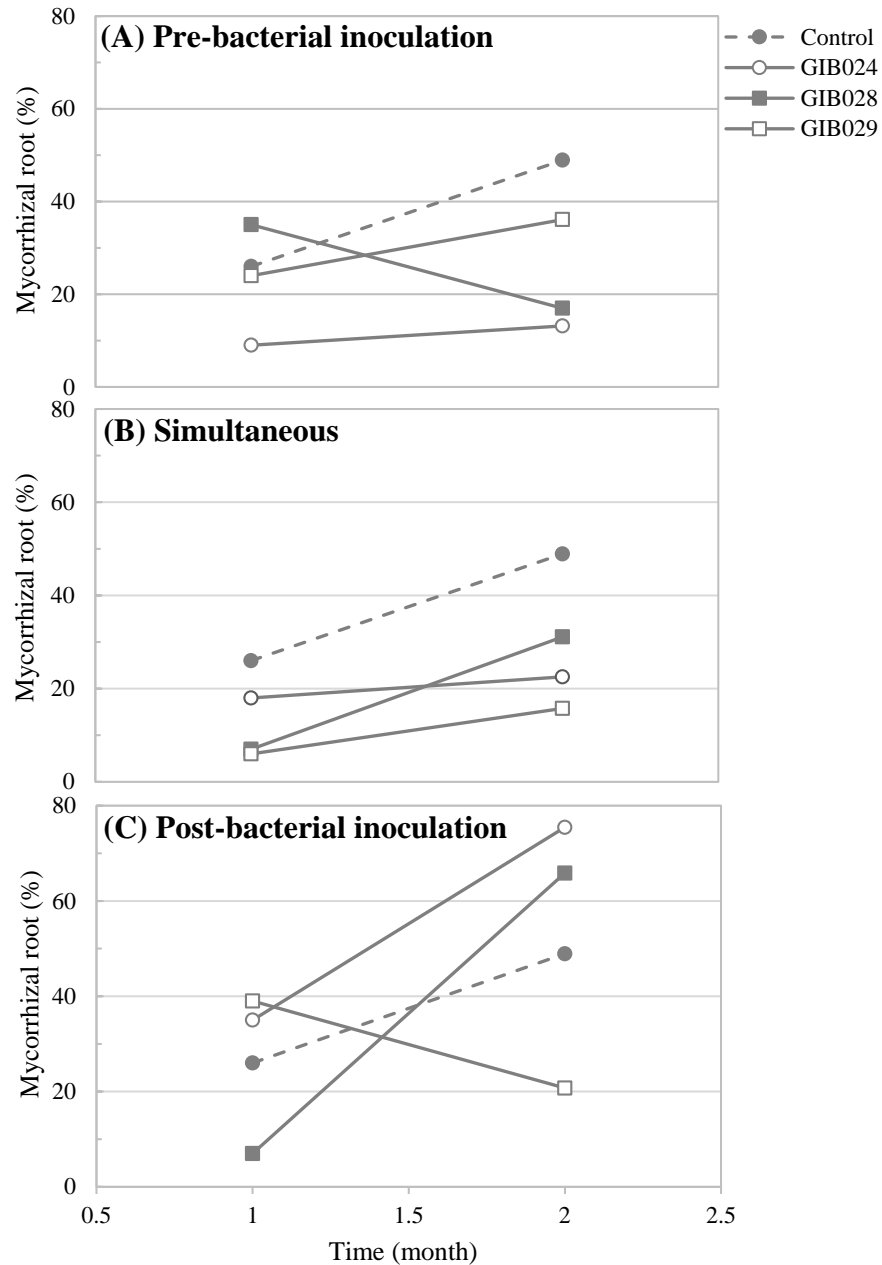 (A) Pre-bacterial inoculation
Control
GIB024
GIB028
GIB029
Mycorrhizal root (%)
80
60
40
20
0
(B) Simultaneous
Mycorrhizal root (%)
80
60
40
20
0
(C) Post-bacterial inoculation
Mycorrhizal root (%)
80
60
40
20
0
0.5 1 1.5 2 2.5
Time (month)